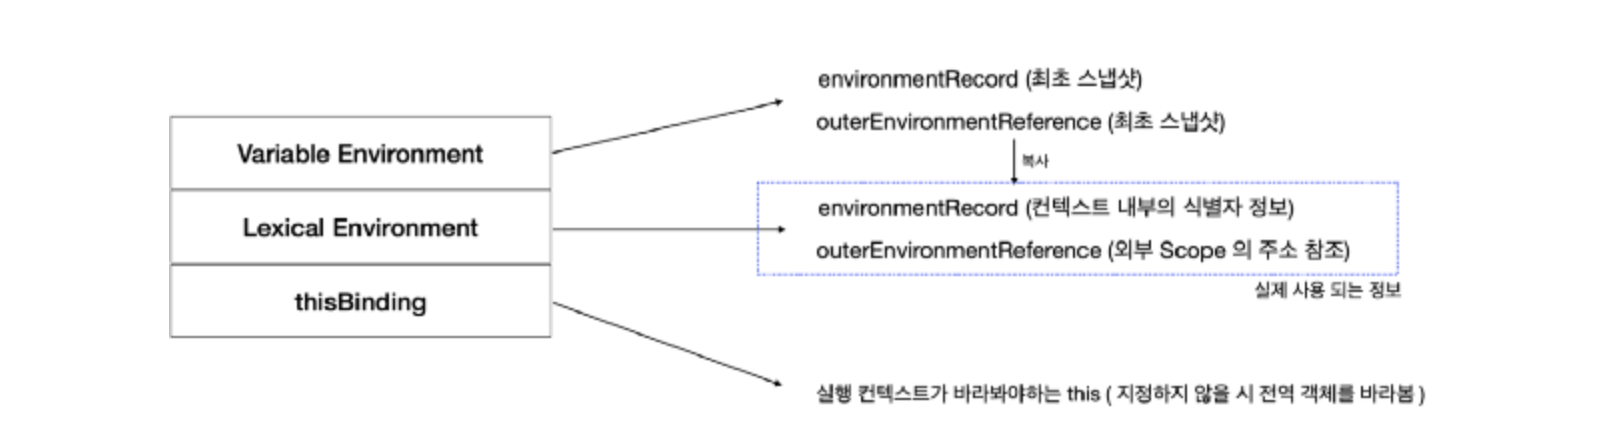 environmentRecord (최초 스냅샷)
outerEnvironmentReference (최초 스냅샷)
복사
Variable Environment
Lexical Environment
thisBinding
environmentRecord (컨텍스트 내부의 식별자 정보)
outerEnvironmentReference (외부 Scope 의 주소 참조)
실제 사용 되는 정보
실행 컨텍스트가 바라봐야하는 this ( 지정하지 않을 시 전역 객체를 바라봄 )